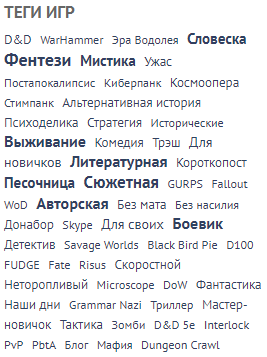 ТЕГИ ИГР
D&D WarHammer Эра Водолея Словеска
Фентези Мистика Ужас
Постапокалипсис Киберпанк Космоопера
Стимпанк Альтернативная история
Психоделика Стратегия Исторические
Выживание Комедия Трэш Для
новичков Литературная Короткопост
Песочница Сюжетная GURPS Fallout
WoD Авторская Без мата Без насилия
Донабор Skype Для своих Боевик
Детектив Savage Worlds Black Bird Pie D100
FUDGE Fate Risus Скоростной
Неторопливый Microscope DoW Фантастика
Наши дни Grammar Nazi Триллер Мастер-
новичок Тактика Зомби D&D 5e Interlock
PvP PbtA Блог Мафия Dungeon Crawl